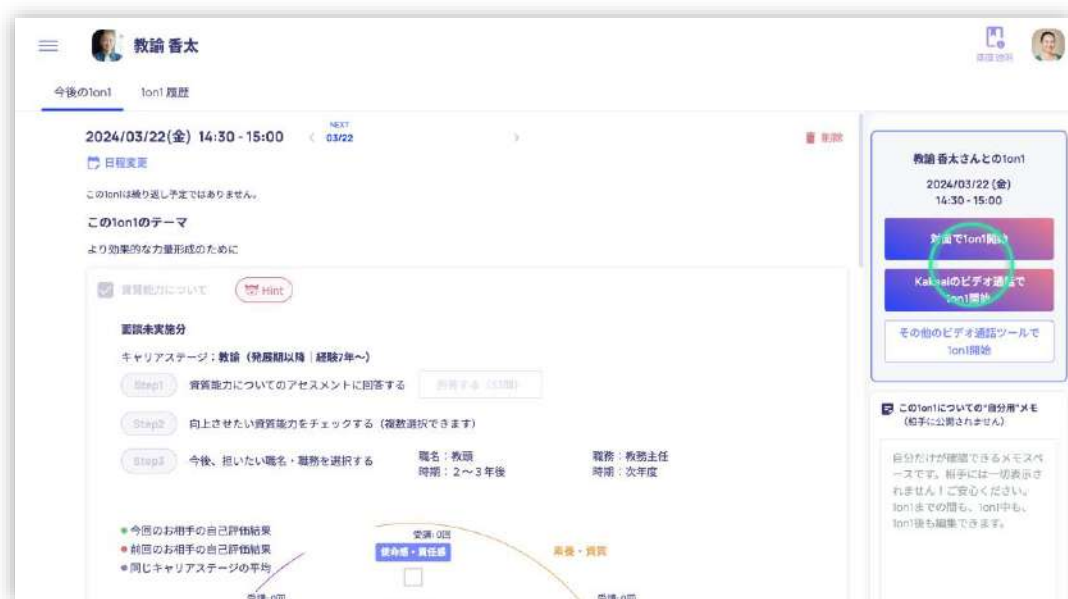 教諭 香太
今後の1on1 1on1 履歴
2024/03/22(金) 14:30 - 15:00
NEXT
03/22
削除
日程変更
この1on1は繰り返し予定ではありません。
この1on1のテーマ
より効果的な力量形成のために
資質能力について
Hint
面談未実施分
キャリアステージ:教諭(発展期以降|経験7年〜)
Step1 資質能力についてのアセスメントに回答する
Step2 向上させたい資質能力をチェックする(複数選択できます)
Step3 今後、担いたい職名・職務を選択する
職名:教頭
時期:2〜3年後
職務:教務主任
時期:次年度
今回のお相手の自己評価結果
前回のお相手の自己評価結果
同じキャリアステージの平均
受講:0回
使命感・責任感
素養・資質
受講:0回
受講:0回
教諭 香太さんとの1on1
2024/03/22 (金)
14:30 - 15:00
対面で1on1開始
Kakeaiのビデオ通話で
1on1開始
その他のビデオ通話ツールで
1on1開始
この1on1についての"自分用"メモ
(相手に公開されません)
自分だけが確認できるメモスペ
ースです。相手には一切表示さ
れません!ご安心ください。
1on1までの間も、1on1中も、
1on1後も編集できます。